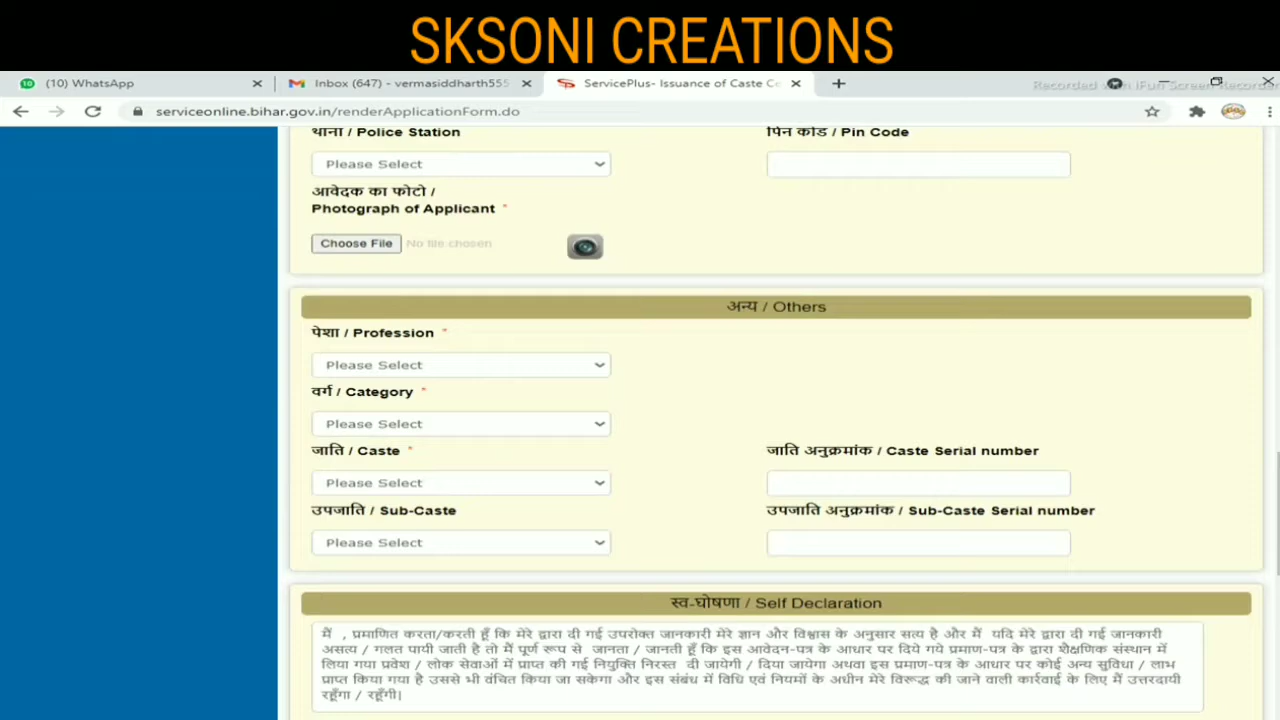 SKSONI CREATIONS
(10) WhatsApp
Inbox (647) - vermasiddharth555
ServicePlus- Issuance of Caste Ce
Recorded with iFun Screen Recorder
serviceonline.bihar.gov.in/renderApplicationForm.do
थाना / Police Station
पिन कोड / Pin Code
Please Select
आवेदक का फोटो /
Photograph of Applicant *
Choose File No file chosen
अन्य / Others
पेशा / Profession *
Please Select
वर्ग / Category *
Please Select
जाति / Caste *
जाति अनुक्रमांक / Caste Serial number
Please Select
उपजाति / Sub-Caste
उपजाति अनुक्रमांक / Sub-Caste Serial number
Please Select
स्व-घोषणा / Self Declaration
मैं , प्रमाणित करता/करती हूँ कि मेरे द्वारा दी गई उपरोक्त जानकारी मेरे ज्ञान और विश्वास के अनुसार सत्य है और मैं यदि मेरे द्वारा दी गई जानकारी
असत्य / गलत पायी जाती है तो मैं पूर्ण रूप से जानता / जानती हूँ कि इस आवेदन-पत्र के आधार पर दिये गये प्रमाण-पत्र के द्वारा शैक्षणिक संस्थान में
लिया गया प्रवेश / लोक सेवाओं में प्राप्त की गई नियुक्ति निरस्त दी जायेगी / दिया जायेगा अथवा इस प्रमाण-पत्र के आधार पर कोई अन्य सुविधा / लाभ
प्राप्त किया गया है उससे भी वंचित किया जा सकेगा और इस संबंध में विधि एवं नियमों के अधीन मेरे विरूद्ध की जाने वाली कार्रवाई के लिए मैं उत्तरदायी
रहूँगा / रहूँगी।